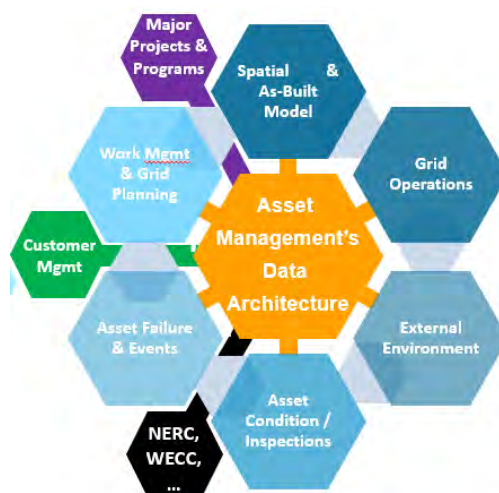 Major
Projects &
Programs
Spatial &
As-Built
Model
Work Mgmt
& Grid
Planning
Grid
Operations
Asset
Management's
Data
Architecture
Customer
Mgmt
Asset Failure
& Events
External
Environment
Asset
Condition /
Inspections
NERC,
WECC,
...